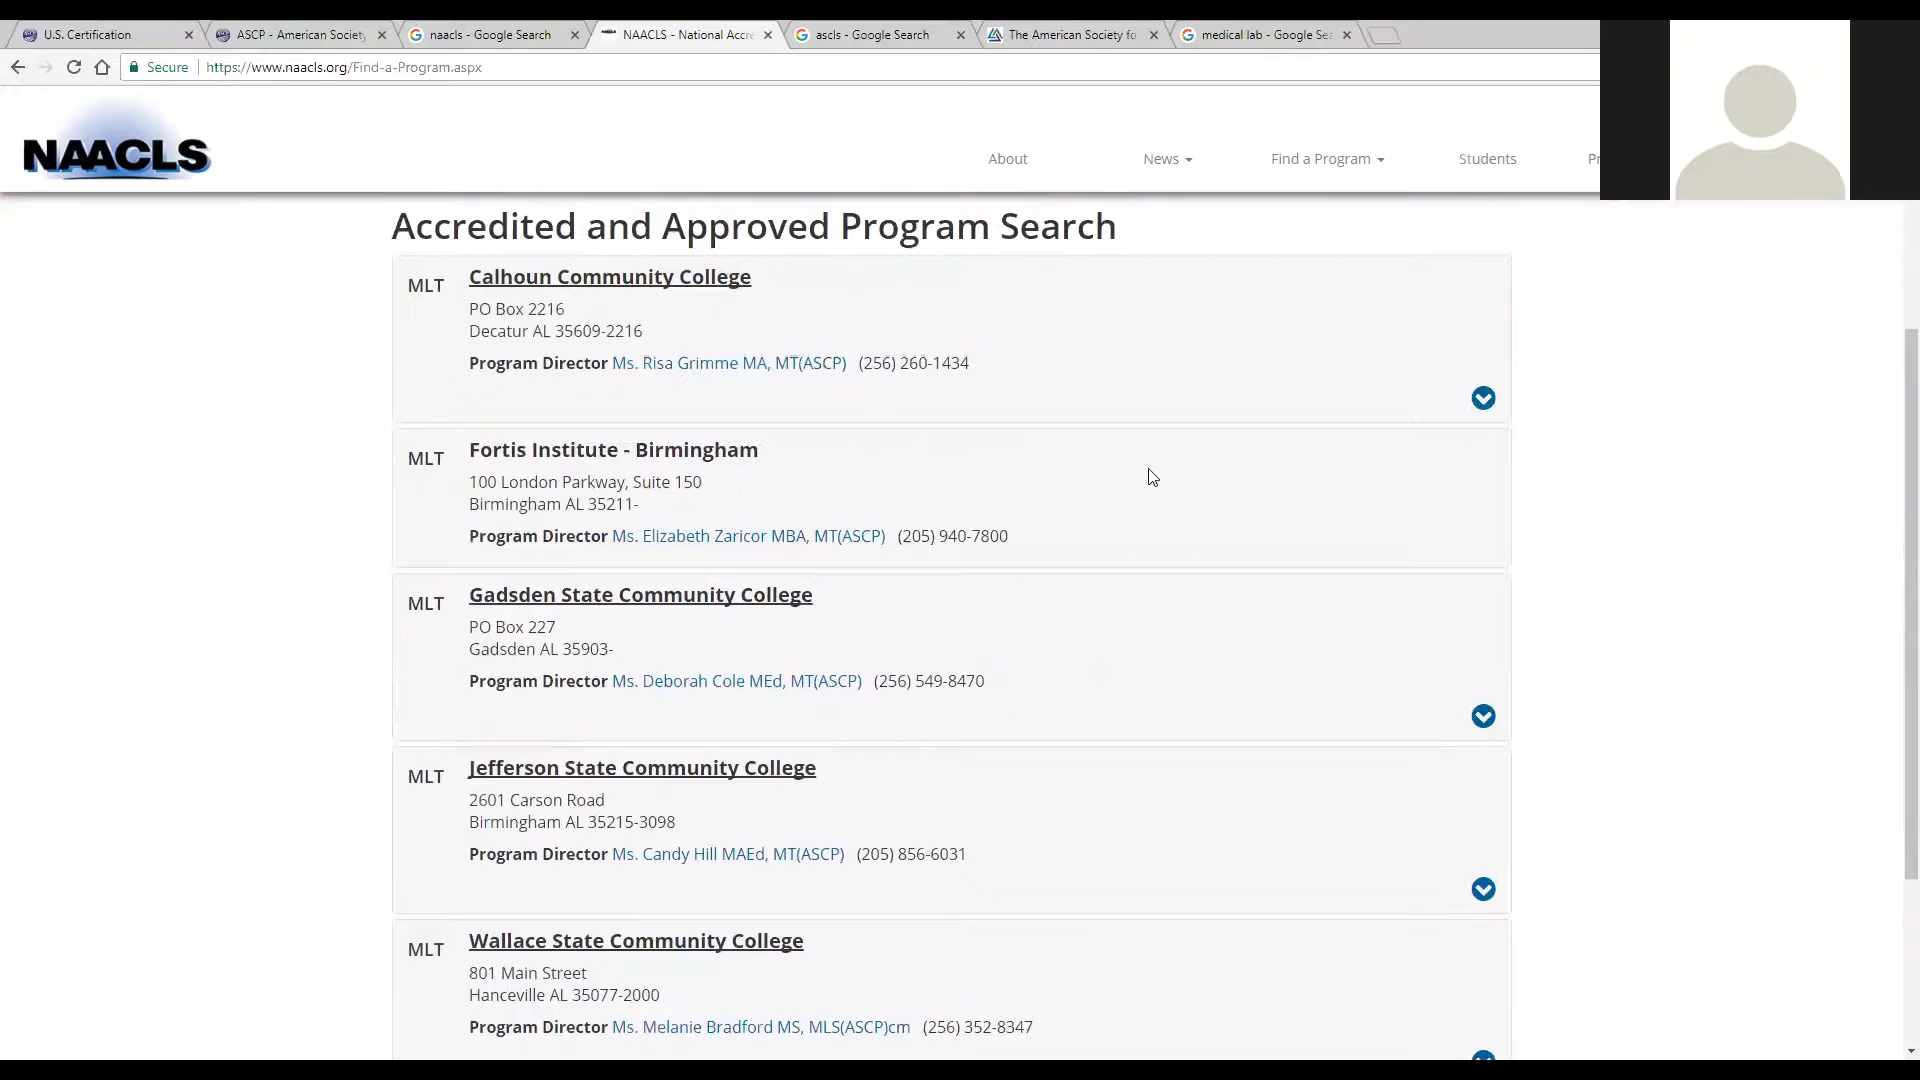 U.S. Certification
ASCP - American Society
naacls - Google Search
NAACLS - National Accre
ascls - Google Search
The American Society fo
medical lab - Google Sea
Secure
https://www.naacls.org/Find-a-Program.aspx
NAACLS
About
News
Find a Program
Students
Pr
Accredited and Approved Program Search
MLT
Calhoun Community College
PO Box 2216
Decatur AL 35609-2216
Program Director Ms. Risa Grimme MA, MT(ASCP) (256) 260-1434
MLT
Fortis Institute - Birmingham
100 London Parkway, Suite 150
Birmingham AL 35211-
Program Director Ms. Elizabeth Zaricor MBA, MT(ASCP) (205) 940-7800
MLT
Gadsden State Community College
PO Box 227
Gadsden AL 35903-
Program Director Ms. Deborah Cole MEd, MT(ASCP) (256) 549-8470
MLT
Jefferson State Community College
2601 Carson Road
Birmingham AL 35215-3098
Program Director Ms. Candy Hill MAEd, MT(ASCP) (205) 856-6031
MLT
Wallace State Community College
801 Main Street
Hanceville AL 35077-2000
Program Director Ms. Melanie Bradford MS, MLS(ASCP)cm (256) 352-8347